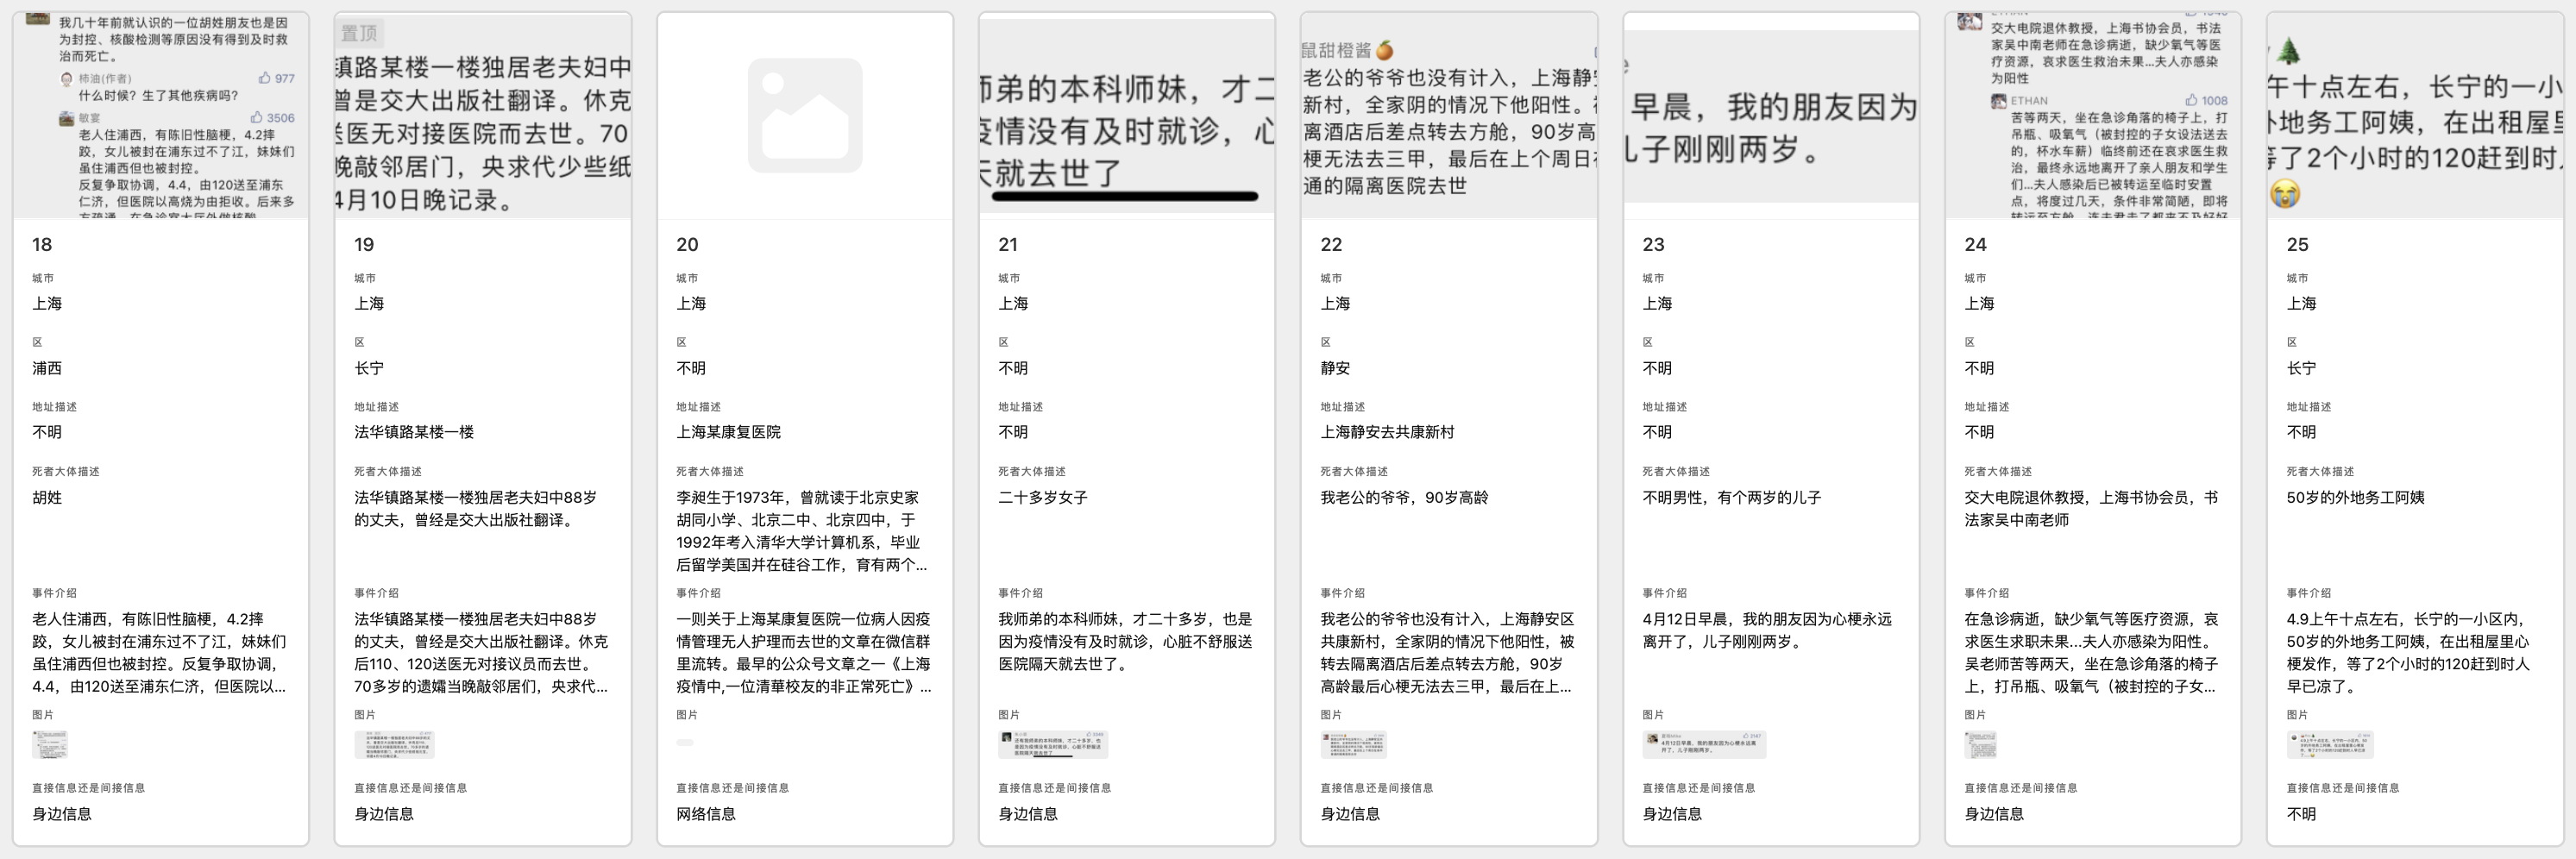 我几十年前就认识的一位胡姓朋友也是因
为封控、核酸检测等原因没有得到及时救
治而死亡。
柿油(作者) 977
什么时候？生了其他疾病吗？
敏宴 3506
老人住浦西，有陈旧性脑梗，4.2摔
跤，女儿被封在浦东过不了江，妹妹们
虽住浦西但也被封控。
反复争取协调，4.4，由120送至浦东
仁济，但医院以高烧为由拒收。后来多
18
城市
上海
区
浦西
地址描述
不明
死者大体描述
胡姓
事件介绍
老人住浦西，有陈旧性脑梗，4.2摔
跤，女儿被封在浦东过不了江，妹妹们
虽住浦西但也被封控。反复争取协调，
4.4，由120送至浦东仁济，但医院以...
图片
直接信息还是间接信息
身边信息
置顶
镇路某楼一楼独居老夫妇中
曾是交大出版社翻译。休克
送医无对接医院而去世。70
晚敲邻居门，央求代少些纸
4月10日晚记录。
19
城市
上海
区
长宁
地址描述
法华镇路某楼一楼
死者大体描述
法华镇路某楼一楼独居老夫妇中88岁
的丈夫，曾经是交大出版社翻译。
事件介绍
法华镇路某楼一楼独居老夫妇中88岁
的丈夫，曾经是交大出版社翻译。休克
后110、120送医无对接议员而去世。
70多岁的遗孀当晚敲邻居们，央求代...
图片
直接信息还是间接信息
身边信息
20
城市
上海
区
不明
地址描述
上海某康复医院
死者大体描述
李昶生于1973年，曾就读于北京史家
胡同小学、北京二中、北京四中，于
1992年考入清华大学计算机系，毕业
后留学美国并在硅谷工作，育有两个...
事件介绍
一则关于上海某康复医院一位病人因疫
情管理无人护理而去世的文章在微信群
里流转。最早的公众号文章之一《上海
疫情中,一位清華校友的非正常死亡》...
图片
直接信息还是间接信息
网络信息
师弟的本科师妹，才二
疫情没有及时就诊，心
天就去世了
21
城市
上海
区
不明
地址描述
不明
死者大体描述
二十多岁女子
事件介绍
我师弟的本科师妹，才二十多岁，也是
因为疫情没有及时就诊，心脏不舒服送
医院隔天就去世了。
图片
直接信息还是间接信息
身边信息
鼠甜橙酱🍊
老公的爷爷也没有计入，上海静安
新村，全家阴的情况下他阳性。被
离酒店后差点转去方舱，90岁高
梗无法去三甲，最后在上个周日在
通的隔离医院去世
22
城市
上海
区
静安
地址描述
上海静安去共康新村
死者大体描述
我老公的爷爷，90岁高龄
事件介绍
我老公的爷爷也没有计入，上海静安区
共康新村，全家阴的情况下他阳性，被
转去隔离酒店后差点转去方舱，90岁
高龄最后心梗无法去三甲，最后在上...
图片
直接信息还是间接信息
身边信息
早晨，我的朋友因为
儿子刚刚两岁。
23
城市
上海
区
不明
地址描述
不明
死者大体描述
不明男性，有个两岁的儿子
事件介绍
4月12日早晨，我的朋友因为心梗永远
离开了，儿子刚刚两岁。
图片
4月12日早晨，我的朋友因为心梗永远离
开了，儿子刚刚两岁。
直接信息还是间接信息
身边信息
交大电院退休教授，上海书协会员，书法
家吴中南老师在急诊病逝，缺少氧气等医
疗资源，哀求医生救治未果...夫人亦感染
为阳性
ETHAN 1008
苦等两天，坐在急诊角落的椅子上，打
吊瓶、吸氧气（被封控的子女设法送去
的，杯水车薪）临终前还在哀求医生救
治，最终永远地离开了亲人朋友和学生
们...夫人感染后已被转运至临时安置
点，将度过几天，条件非常简陋，即将
24
城市
上海
区
不明
地址描述
不明
死者大体描述
交大电院退休教授，上海书协会员，书
法家吴中南老师
事件介绍
在急诊病逝，缺少氧气等医疗资源，哀
求医生求职未果...夫人亦感染为阳性。
吴老师苦等两天，坐在急诊角落的椅子
上，打吊瓶、吸氧气（被封控的子女...
图片
直接信息还是间接信息
身边信息
🌲
午十点左右，长宁的一小
外地务工阿姨，在出租屋里
等了2个小时的120赶到时人
😭
25
城市
上海
区
长宁
地址描述
不明
死者大体描述
50岁的外地务工阿姨
事件介绍
4.9上午十点左右，长宁的一小区内，
50岁的外地务工阿姨，在出租屋里心
梗发作，等了2个小时的120赶到时人
早已凉了。
图片
直接信息还是间接信息
不明